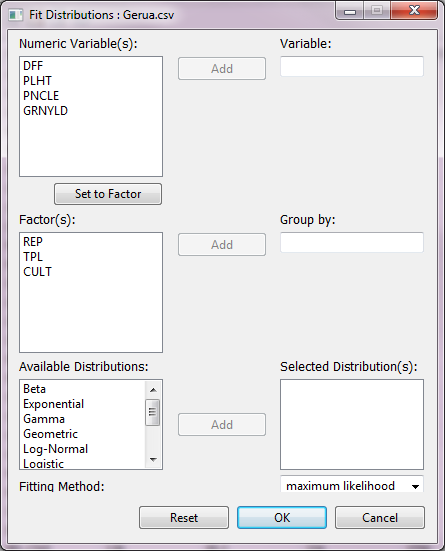 Fit Distributions : Gerua.csv
Numeric Variable(s):
Variable:
DFF
PLHT
PNCLE
GRNYLD
Add
Set to Factor
Factor(s):
Group by:
REP
TPL
CULT
Add
Available Distributions:
Selected Distribution(s):
Beta
Exponential
Gamma
Geometric
Log-Normal
Logistic
Add
Fitting Method:
maximum likelihood
Reset
OK
Cancel